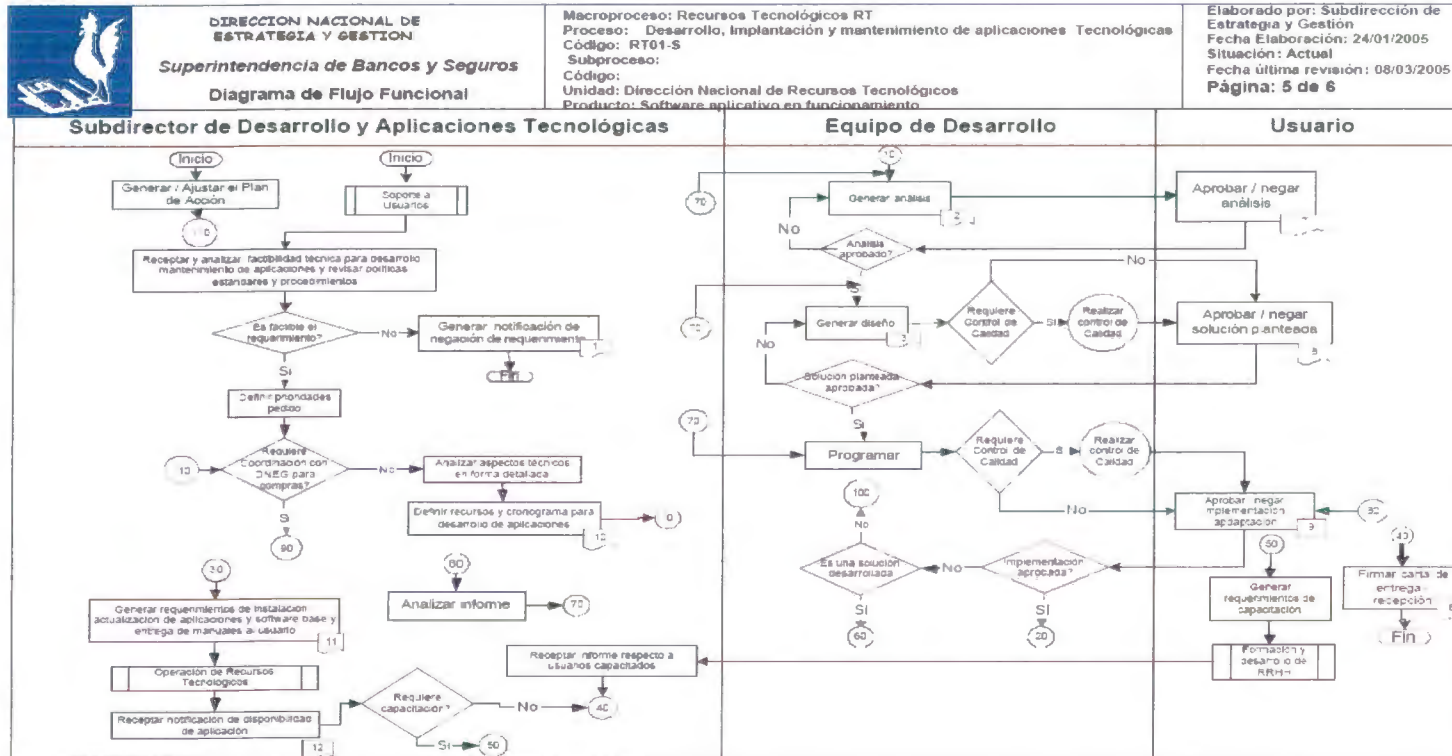 DIRECCION NACIONAL DE
ESTRATEGIA Y GESTION
Superintendencia de Bancos y Seguros
Diagrama de Flujo Funcional
Macroproceso: Recursos Tecnológicos RT
Proceso: Desarrollo, Implantación y mantenimiento de aplicaciones Tecnológicas
Código: RT01-S
Subproceso:
Código:
Unidad: Dirección Nacional de Recursos Tecnológicos
Producto: Software aplicativo en funcionamiento
Elaborado por: Subdirección de
Estrategia y Gestión
Fecha Elaboración: 24/01/2005
Situación: Actual
Fecha última revisión: 08/03/2005
Página: 5 de 6
Subdirector de Desarrollo y Aplicaciones Tecnológicas
Inicio
Generar / Ajustar el Plan
de Acción
Inicio
Soporte a
Usuarios
Receptar y analizar factibilidad técnica para desarrollo
mantenimiento de aplicaciones y revisar políticas
estándares y procedimientos
Es factible el
requerimiento?
No
Generar notificación de
negación de requerimiento
1
Fin
Si
Definir prioridades
pedido
Requiere
Coordinación con
DNEG para
compras?
No
Analizar aspectos técnicos
en forma detallada
Definir recursos y cronograma para
desarrollo de aplicaciones
10
Si
90
30
Generar requerimientos de instalación
actualización de aplicaciones y software base y
entrega de manuales al usuario
11
Operación de Recursos
Tecnológicos
Receptar notificación de disponibilidad
de aplicación
12
Analizar informe
70
Receptar informe respecto a
usuarios capacitados
Requiere
capacitación?
No
40
Si
50
Equipo de Desarrollo
10
70
Generar análisis
2
No
Análisis
aprobado?
70
Generar diseño
3
No
Requiere
Control de
Calidad
Si
Realizar
control de
Calidad
No
Solución planteada
aprobada?
Si
70
Programar
Requiere
Control de
Calidad
Realizar
control de
Calidad
No
100
No
Es una solución
desarrollada
Si
60
No
Implementación
aprobada?
SI
20
Usuario
Aprobar / negar
análisis
Aprobar / negar
solución planteada
8
Aprobar / negar
implementación
apdaptación
9
50
40
Generar
requerimientos de
capacitación
Firmar carta de
entrega
recepción
Fin
Formación y
desarrollo de
RRHH